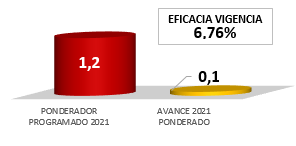 EFICACIA VIGENCIA
6,76%
1,2
0,1
PONDERADOR
PROGRAMADO 2021
AVANCE 2021
PONDERADO